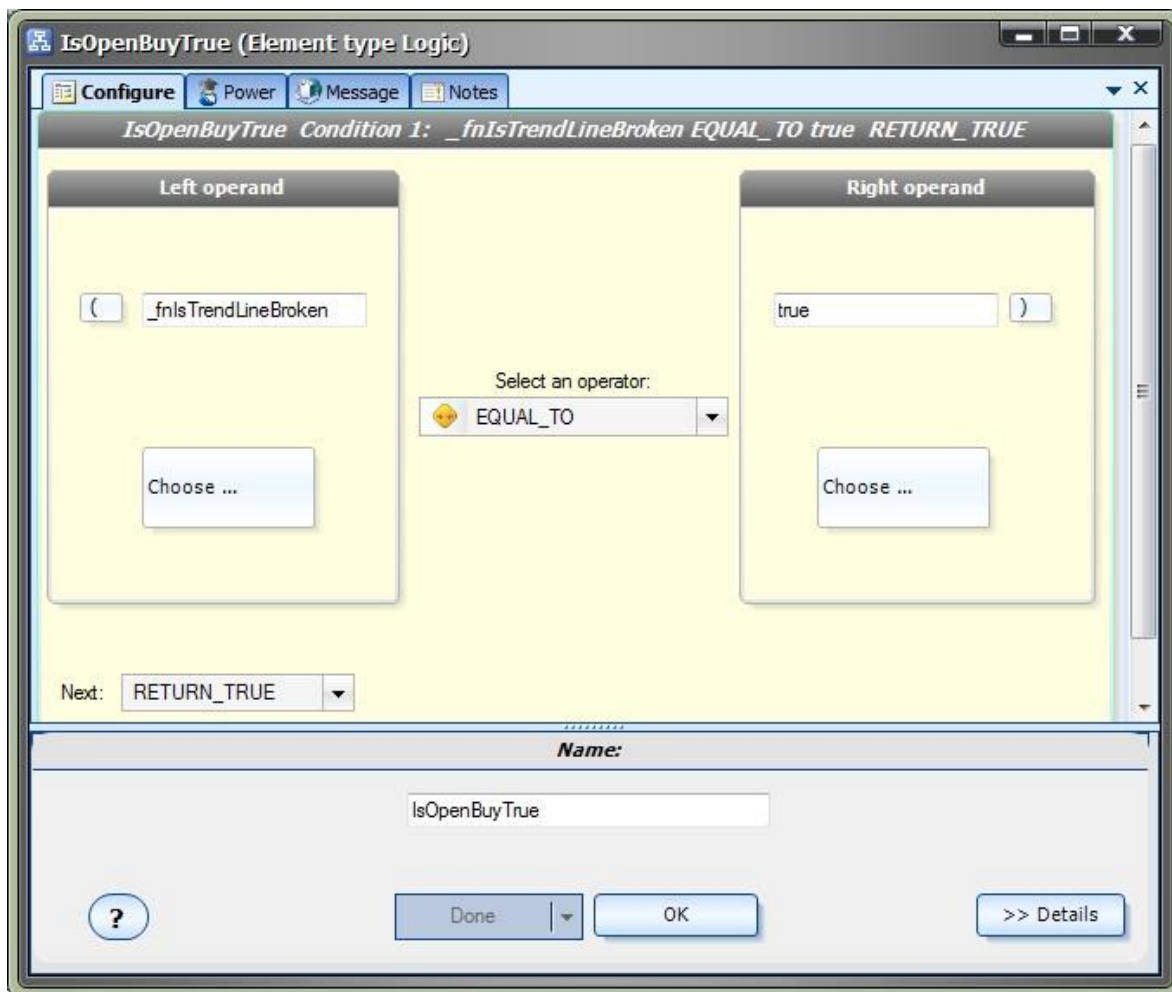 IsOpenBuyTrue (Element type Logic)
Configure Power Message Notes
IsOpenBuyTrue Condition 1: _fnIsTrendLineBroken EQUAL_TO true RETURN_TRUE
Left operand
Right operand
( _fnIsTrendLineBroken
true )
Select an operator:
EQUAL_TO
Choose ...
Choose ...
Next: RETURN_TRUE
Name:
IsOpenBuyTrue
? Done OK >> Details